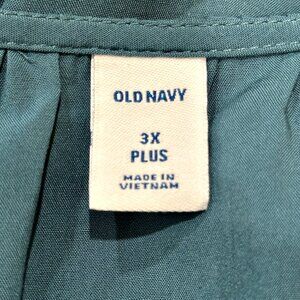 OLD NAVY
3X
PLUS
MADE IN
VIETNAM